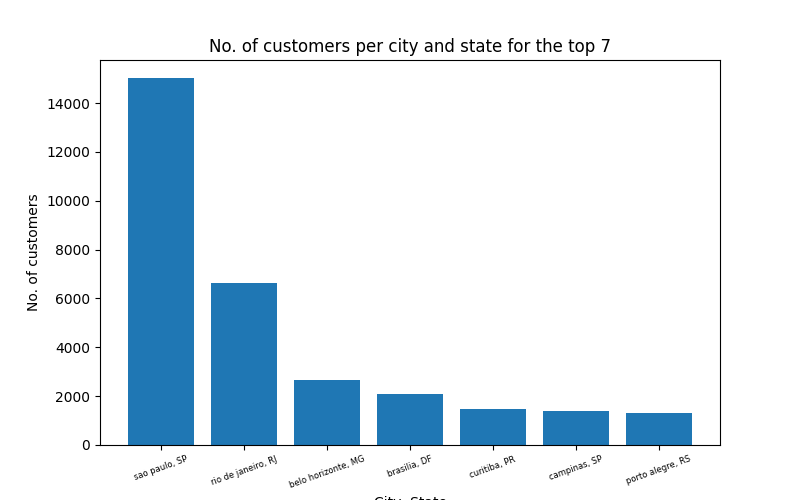 No. of customers per city and state for the top 7
No. of customers
14000
12000
10000
8000
6000
4000
2000
0
sao paulo, SP
rio de janeiro, RJ
belo horizonte, MG
brasilia, DF
curitiba, PR
campinas, SP
porto alegre, RS
City, State